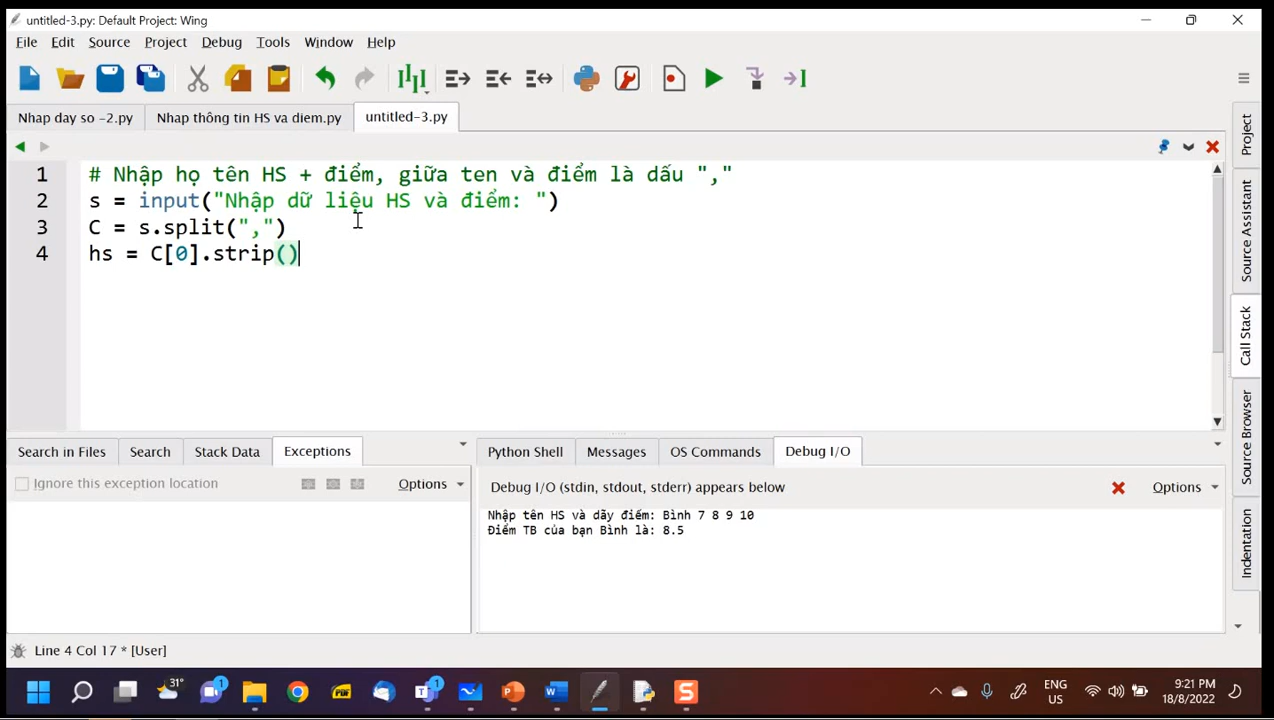 untitled-3.py: Default Project: Wing
File Edit Source Project Debug Tools Window Help
Nhap day so -2.py Nhap thông tin HS va diem.py untitled-3.py
1 # Nhập họ tên HS + điểm, giữa ten và điểm là dấu ","
2 s = input("Nhập dữ liệu HS và điểm: ")
3 C = s.split(",")
4 hs = C[0].strip()
Project
Source Assistant
Call Stack
Source Browser
Indentation
Search in Files Search Stack Data Exceptions
Ignore this exception location Options
Python Shell Messages OS Commands Debug I/O
Debug I/O (stdin, stdout, stderr) appears below Options
Nhập tên HS và dãy điểm: Bình 7 8 9 10
Điểm TB của bạn Bình là: 8.5
Line 4 Col 17 * [User]
31°
1
1
PDF
W
P
S
ENG
US
9:21 PM
18/8/2022